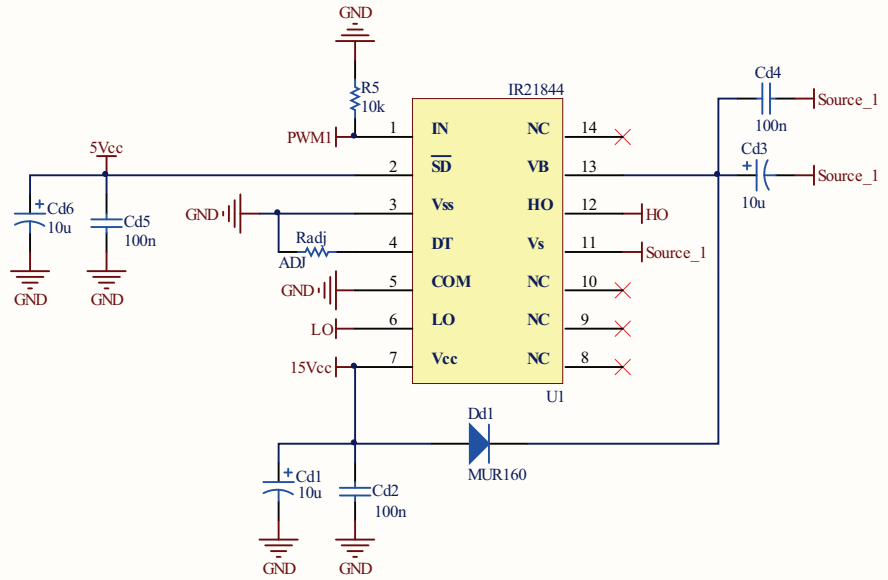 GND
R5
10k
IR21844
Cd4
100n
Source_1
PWM1
1
IN
NC
14
5Vcc
2
SD
VB
13
Cd3
10u
Source_1
Cd6
10u
Cd5
100n
GND
GND
GND
3
Vss
HO
12
HO
Radj
ADJ
4
DT
Vs
11
Source_1
GND
5
COM
NC
10
LO
6
LO
NC
9
15Vcc
7
Vcc
NC
8
U1
Dd1
MUR160
Cd1
10u
Cd2
100n
GND
GND